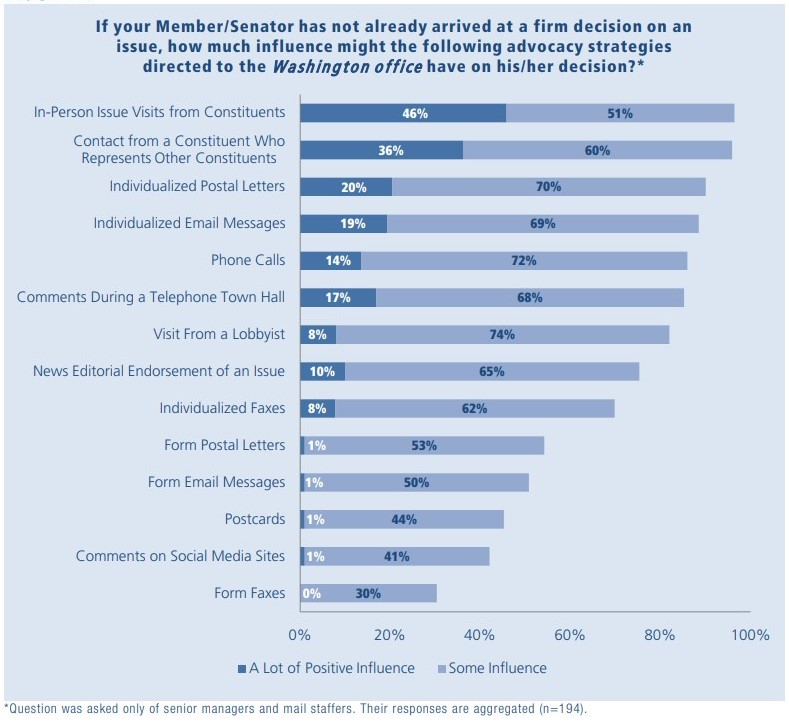 If your Member/Senator has not already arrived at a firm decision on an
issue, how much influence might the following advocacy strategies
directed to the Washington office have on his/her decision?*
In-Person Issue Visits from Constituents 46% 51%
Contact from a Constituent Who
Represents Other Constituents 36% 60%
Individualized Postal Letters 20% 70%
Individualized Email Messages 19% 69%
Phone Calls 14% 72%
Comments During a Telephone Town Hall 17% 68%
Visit From a Lobbyist 8% 74%
News Editorial Endorsement of an Issue 10% 65%
Individualized Faxes 8% 62%
Form Postal Letters 1% 53%
Form Email Messages 1% 50%
Postcards 1% 44%
Comments on Social Media Sites 1% 41%
Form Faxes 0% 30%
0% 20% 40% 60% 80% 100%
A Lot of Positive Influence Some Influence
*Question was asked only of senior managers and mail staffers. Their responses are aggregated (n=194).